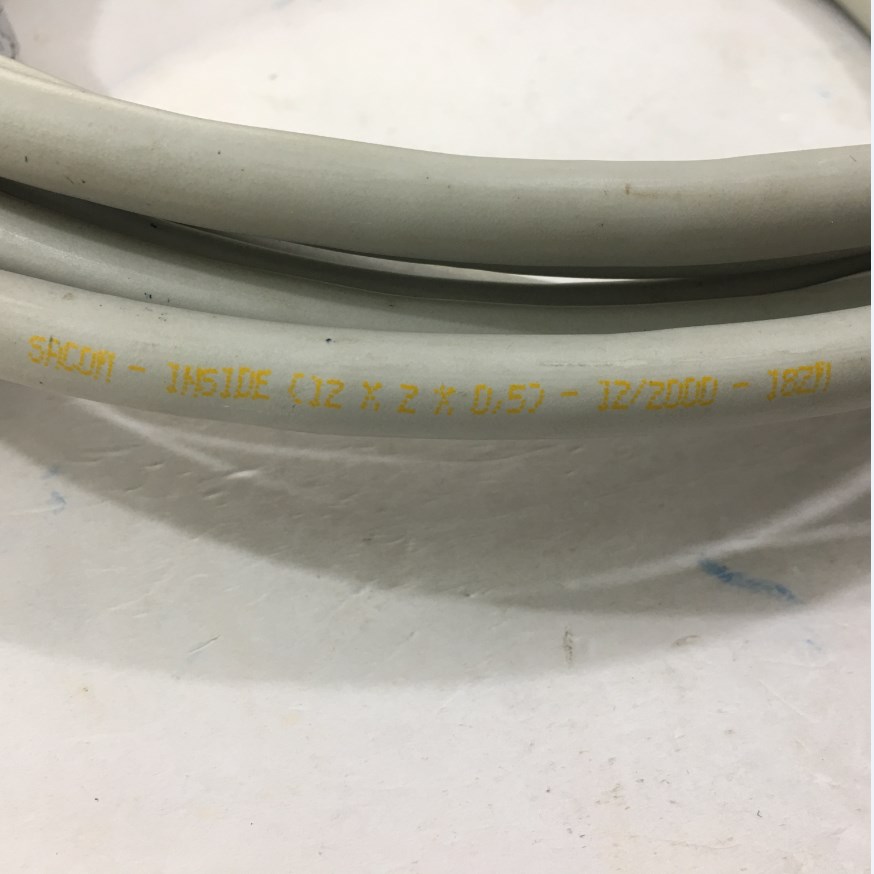 SACOM - INSIDE (12 X 2 X 0,5) - 12/2000 - 182M